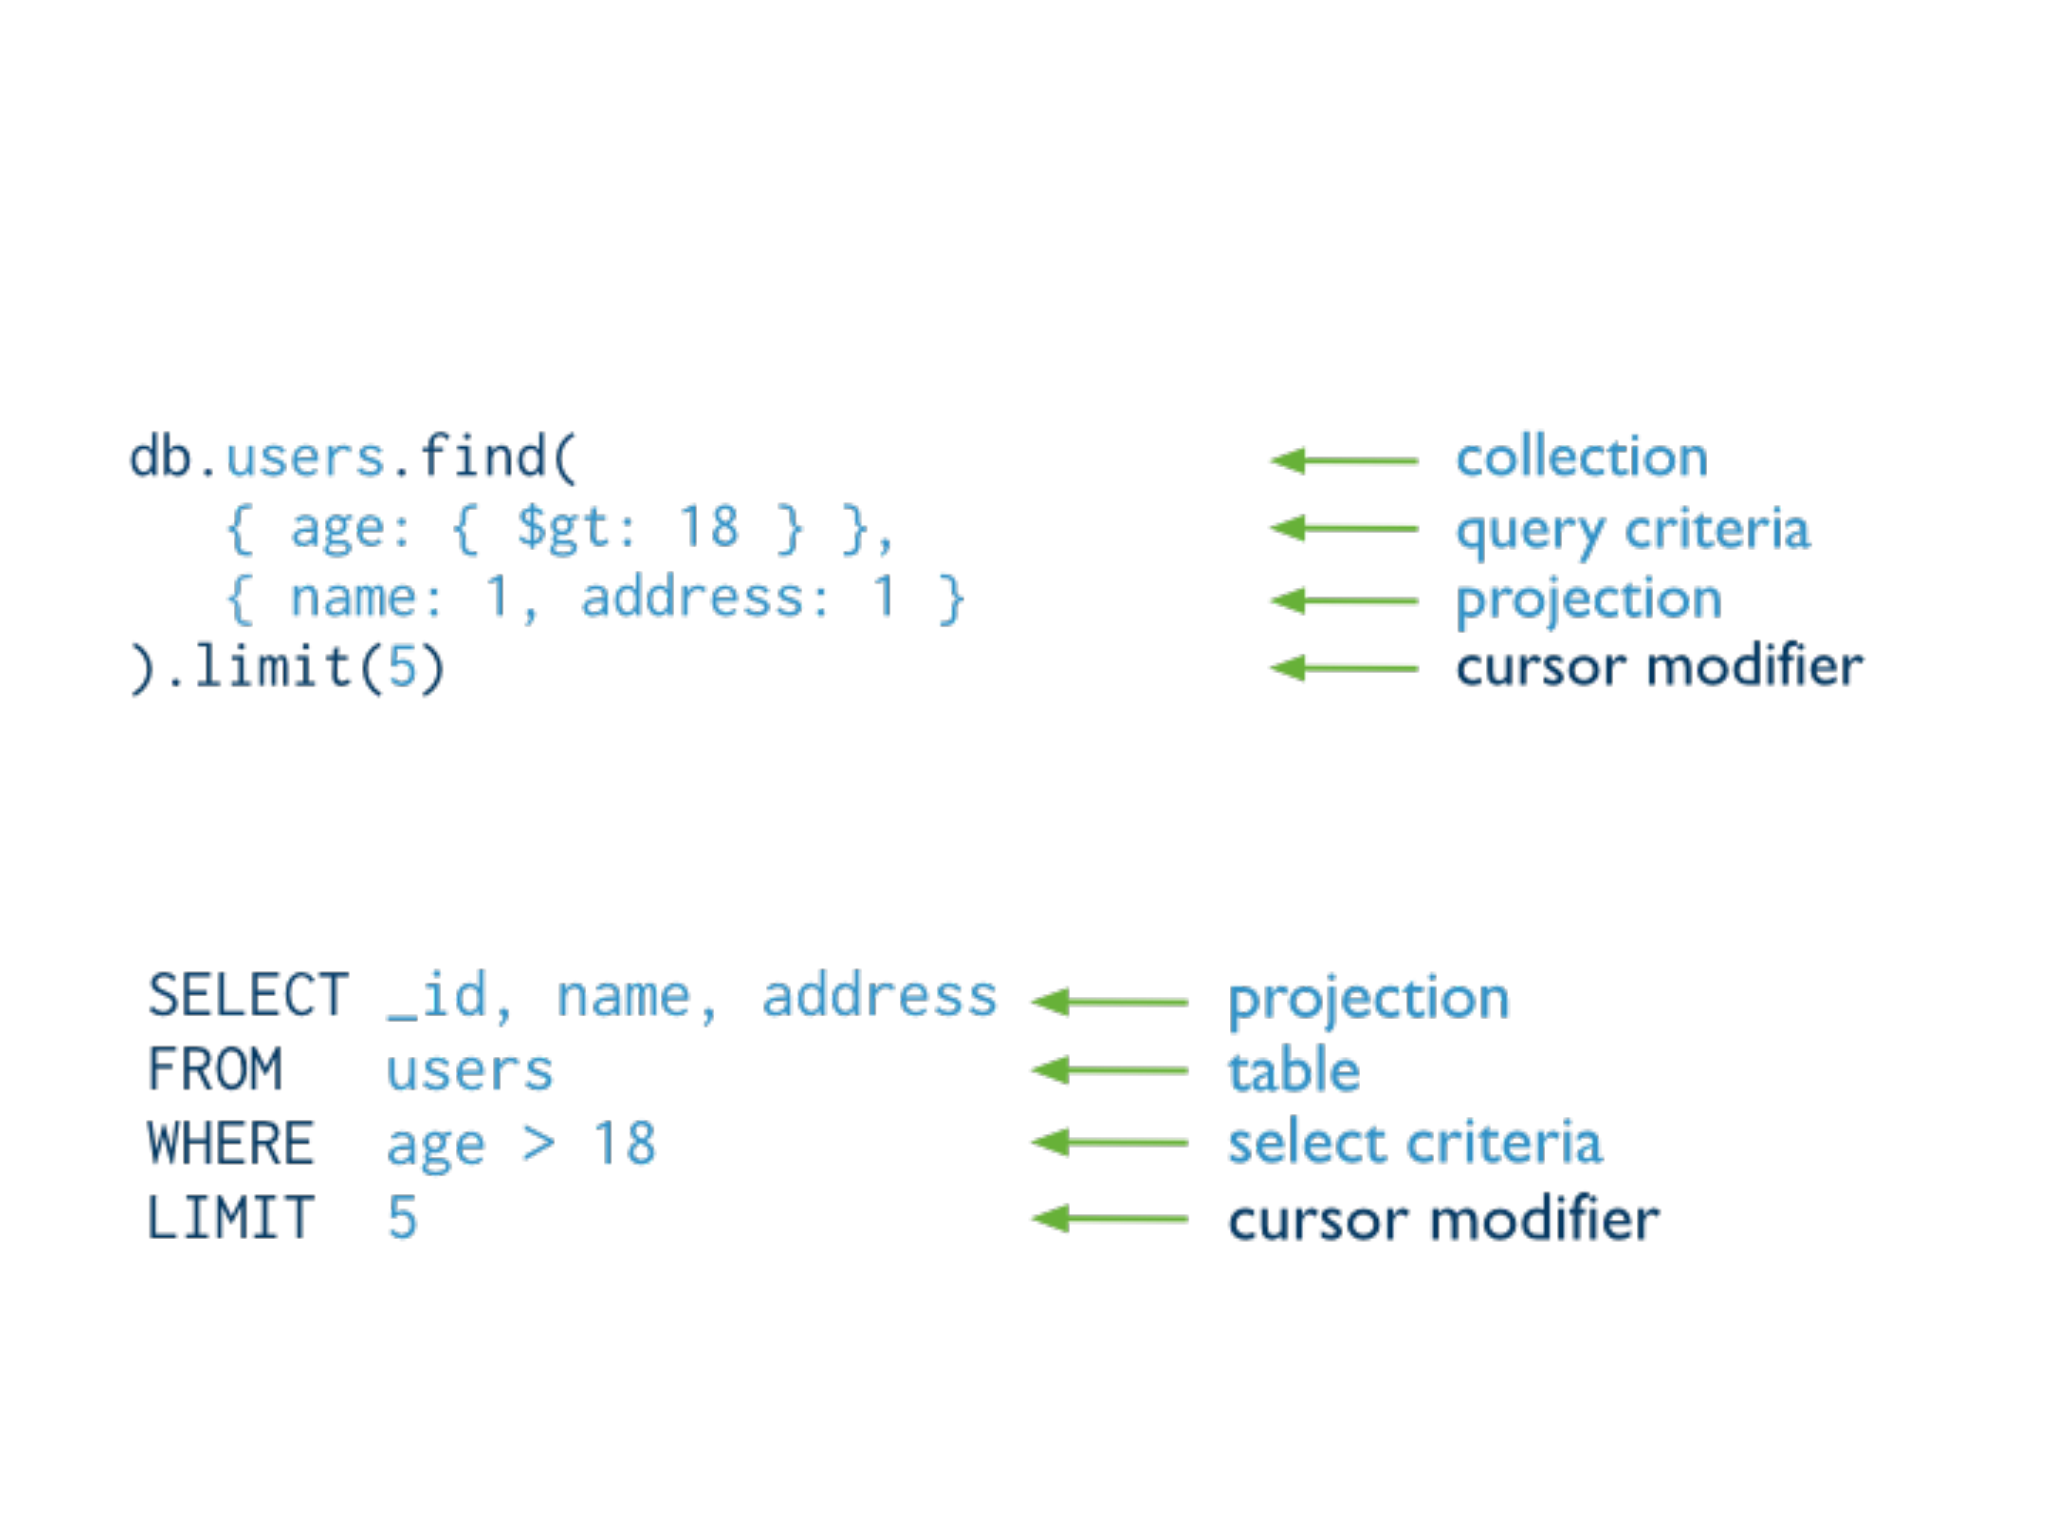 db.users.find( collection
{ age: { $gt: 18 } }, query criteria
{ name: 1, address: 1 } projection
).limit(5) cursor modifier
SELECT _id, name, address projection
FROM users table
WHERE age > 18 select criteria
LIMIT 5 cursor modifier